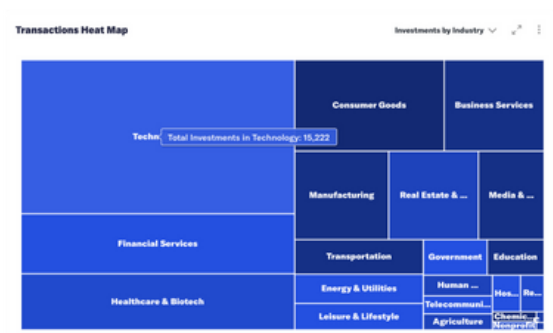 Transactions Heat Map
Investments by Industry
Techn
Total Investments in Technology: 15,222
Consumer Goods
Business Services
Manufacturing
Real Estate & ...
Media & ...
Financial Services
Transportation
Government
Education
Healthcare & Biotech
Energy & Utilities
Human ...
Hos...
Re...
Telecommuni...
Leisure & Lifestyle
Agriculture
Chemic...
Nonprofit